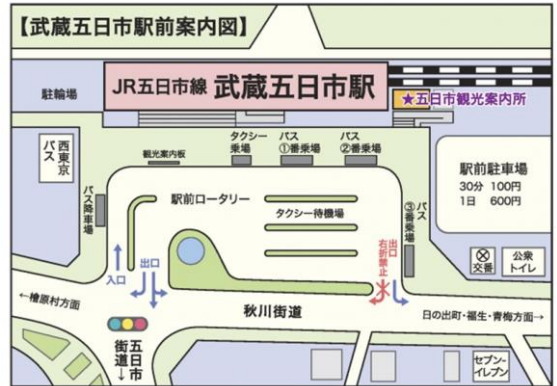 【武蔵五日市駅前案内図】
JR五日市線 武蔵五日市駅
駐輪場
★五日市観光案内所
西東京
バス
観光案内板
タクシー
乗場
バス
①番乗場
バス
②番乗場
駅前駐車場
30分 100円
1日 600円
バス降車場
駅前ロータリー
タクシー待機場
バス
③番乗場
出口
右折禁止
交番
公衆
トイレ
入口
出口
←檜原村方面
秋川街道
日の出町・福生・青梅方面→
五日市
街道↓
セブン-
イレブン